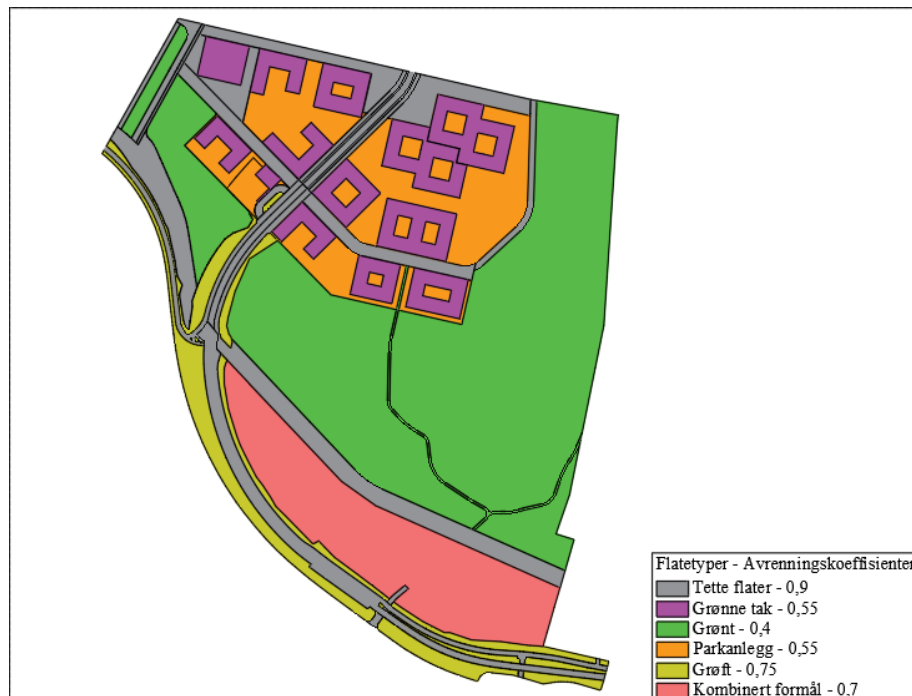 Flatetyper - Avrenningskoeffisienter
Tette flater - 0,9
Grønne tak - 0,55
Grønt - 0,4
Parkanlegg - 0,55
Grøft - 0,75
Kombinert formål - 0.7